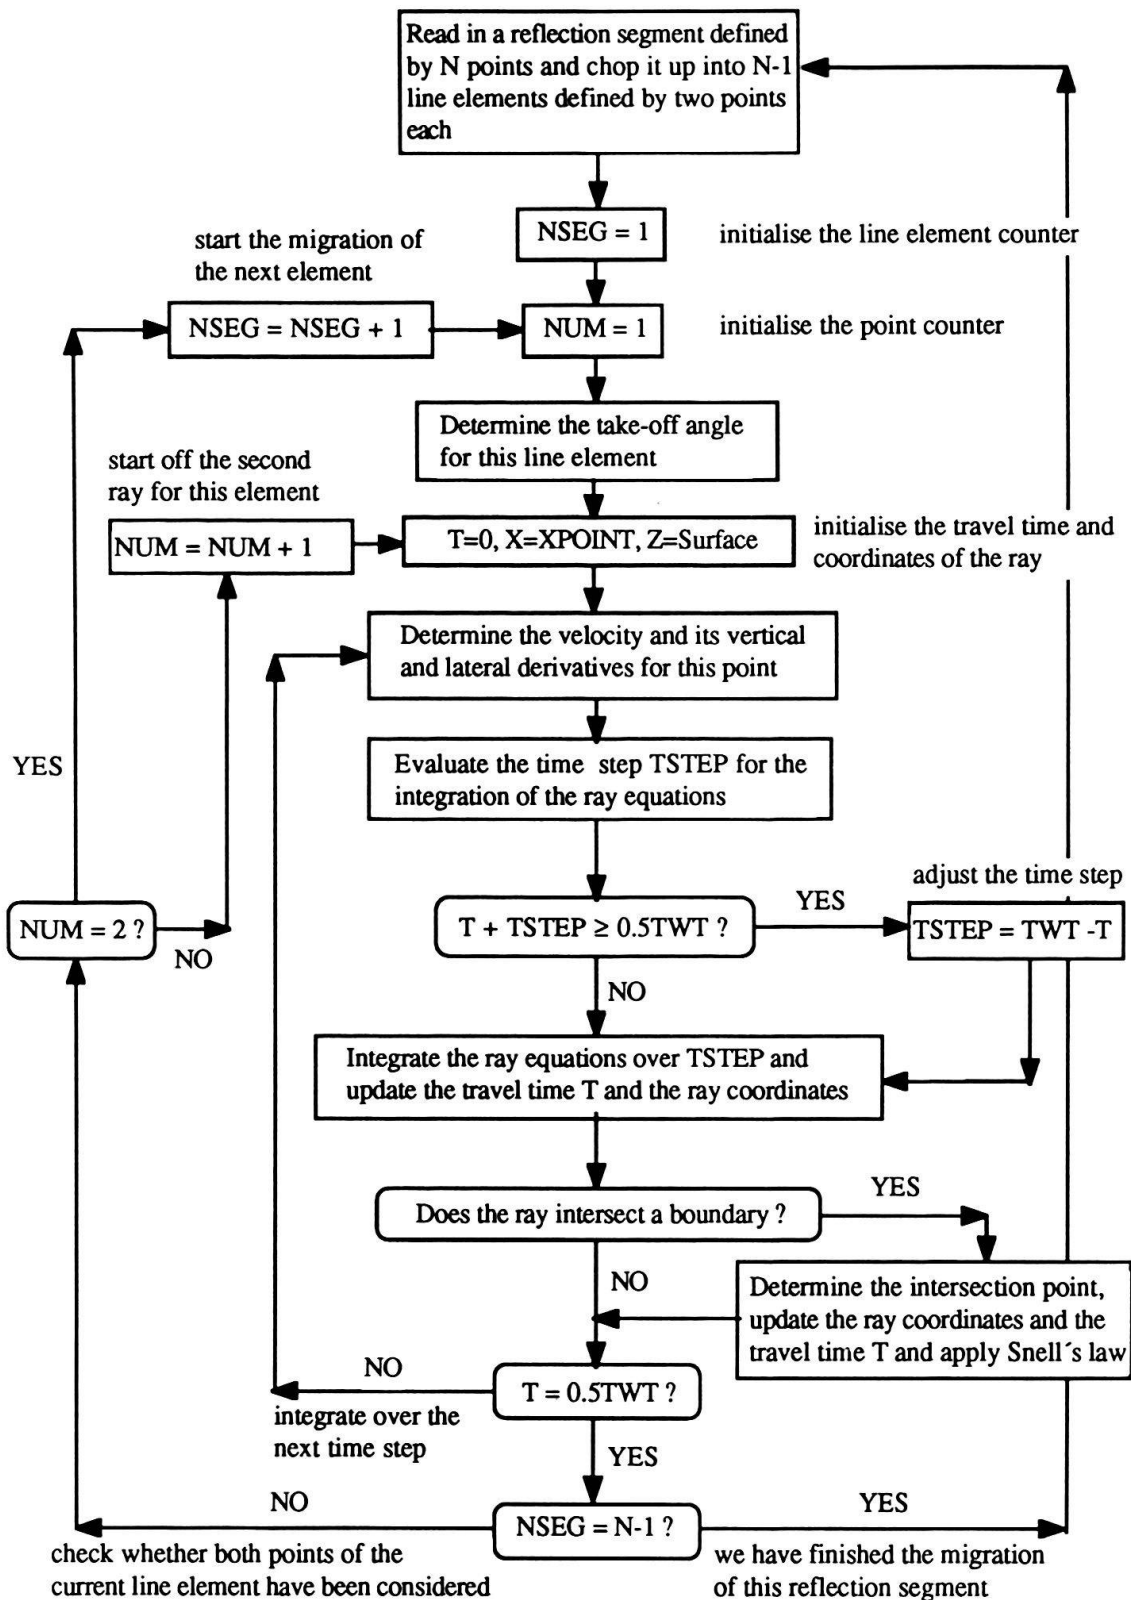 Read in a reflection segment defined
by N points and chop it up into N-1
line elements defined by two points
each
NSEG = 1
initialise the line element counter
start the migration of
the next element
NSEG = NSEG + 1
NUM = 1
initialise the point counter
Determine the take-off angle
for this line element
start off the second
ray for this element
NUM = NUM + 1
T=0, X=XPOINT, Z=Surface
initialise the travel time and
coordinates of the ray
Determine the velocity and its vertical
and lateral derivatives for this point
YES
Evaluate the time step TSTEP for the
integration of the ray equations
adjust the time step
NUM = 2 ?
NO
T + TSTEP ≥ 0.5TWT ?
YES
TSTEP = TWT -T
NO
Integrate the ray equations over TSTEP and
update the travel time T and the ray coordinates
Does the ray intersect a boundary ?
YES
NO
Determine the intersection point,
update the ray coordinates and the
travel time T and apply Snell´s law
NO
T = 0.5TWT ?
integrate over the
next time step
YES
NO
NSEG = N-1 ?
YES
check whether both points of the
current line element have been considered
we have finished the migration
of this reflection segment